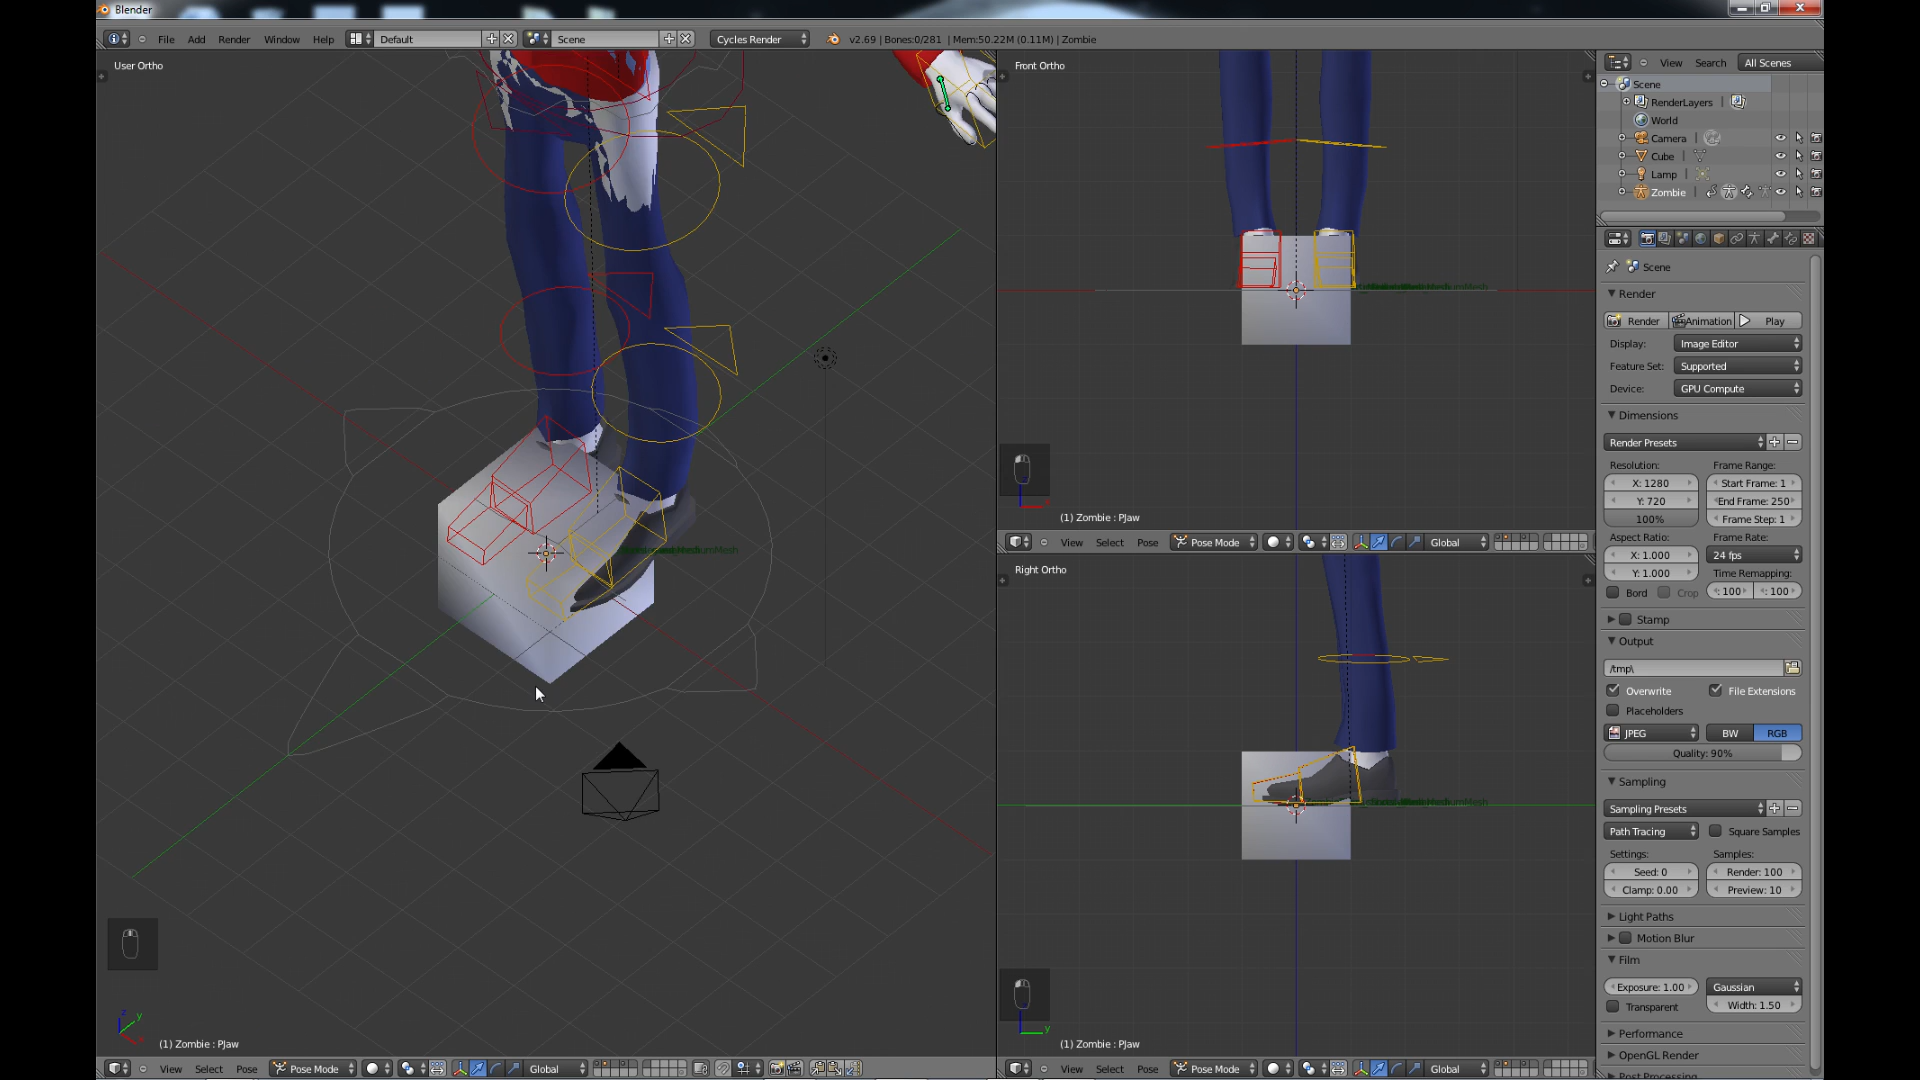 Blender
File Add Render Window Help Default Scene Cycles Render v2.69 | Bones:0/281 | Mem:50.22M (0.11M) | Zombie
User Ortho
(1) Zombie : PJaw
View Select Pose Pose Mode Global
Front Ortho
(1) Zombie : PJaw
View Select Pose Pose Mode Global
Right Ortho
(1) Zombie : PJaw
View Select Pose Pose Mode Global
View Search All Scenes
Scene
RenderLayers |
World
Camera |
Cube |
Lamp |
Zombie |
Scene
Render
Render Animation Play
Display: Image Editor
Feature Set: Supported
Device: GPU Compute
Dimensions
Render Presets
Resolution: Frame Range:
X: 1280 Start Frame: 1
Y: 720 End Frame: 250
100% Frame Step: 1
Aspect Ratio: Frame Rate:
X: 1.000 24 fps
Y: 1.000 Time Remapping:
Bord Crop : 100 : 100
Stamp
Output
/tmp\
Overwrite File Extensions
Placeholders
JPEG BW RGB
Quality: 90%
Sampling
Sampling Presets
Path Tracing Square Samples
Settings: Samples:
Seed: 0 Render: 100
Clamp: 0.00 Preview: 10
Light Paths
Motion Blur
Film
Exposure: 1.00 Gaussian
Transparent Width: 1.50
Performance
OpenGL Render
Post Processing